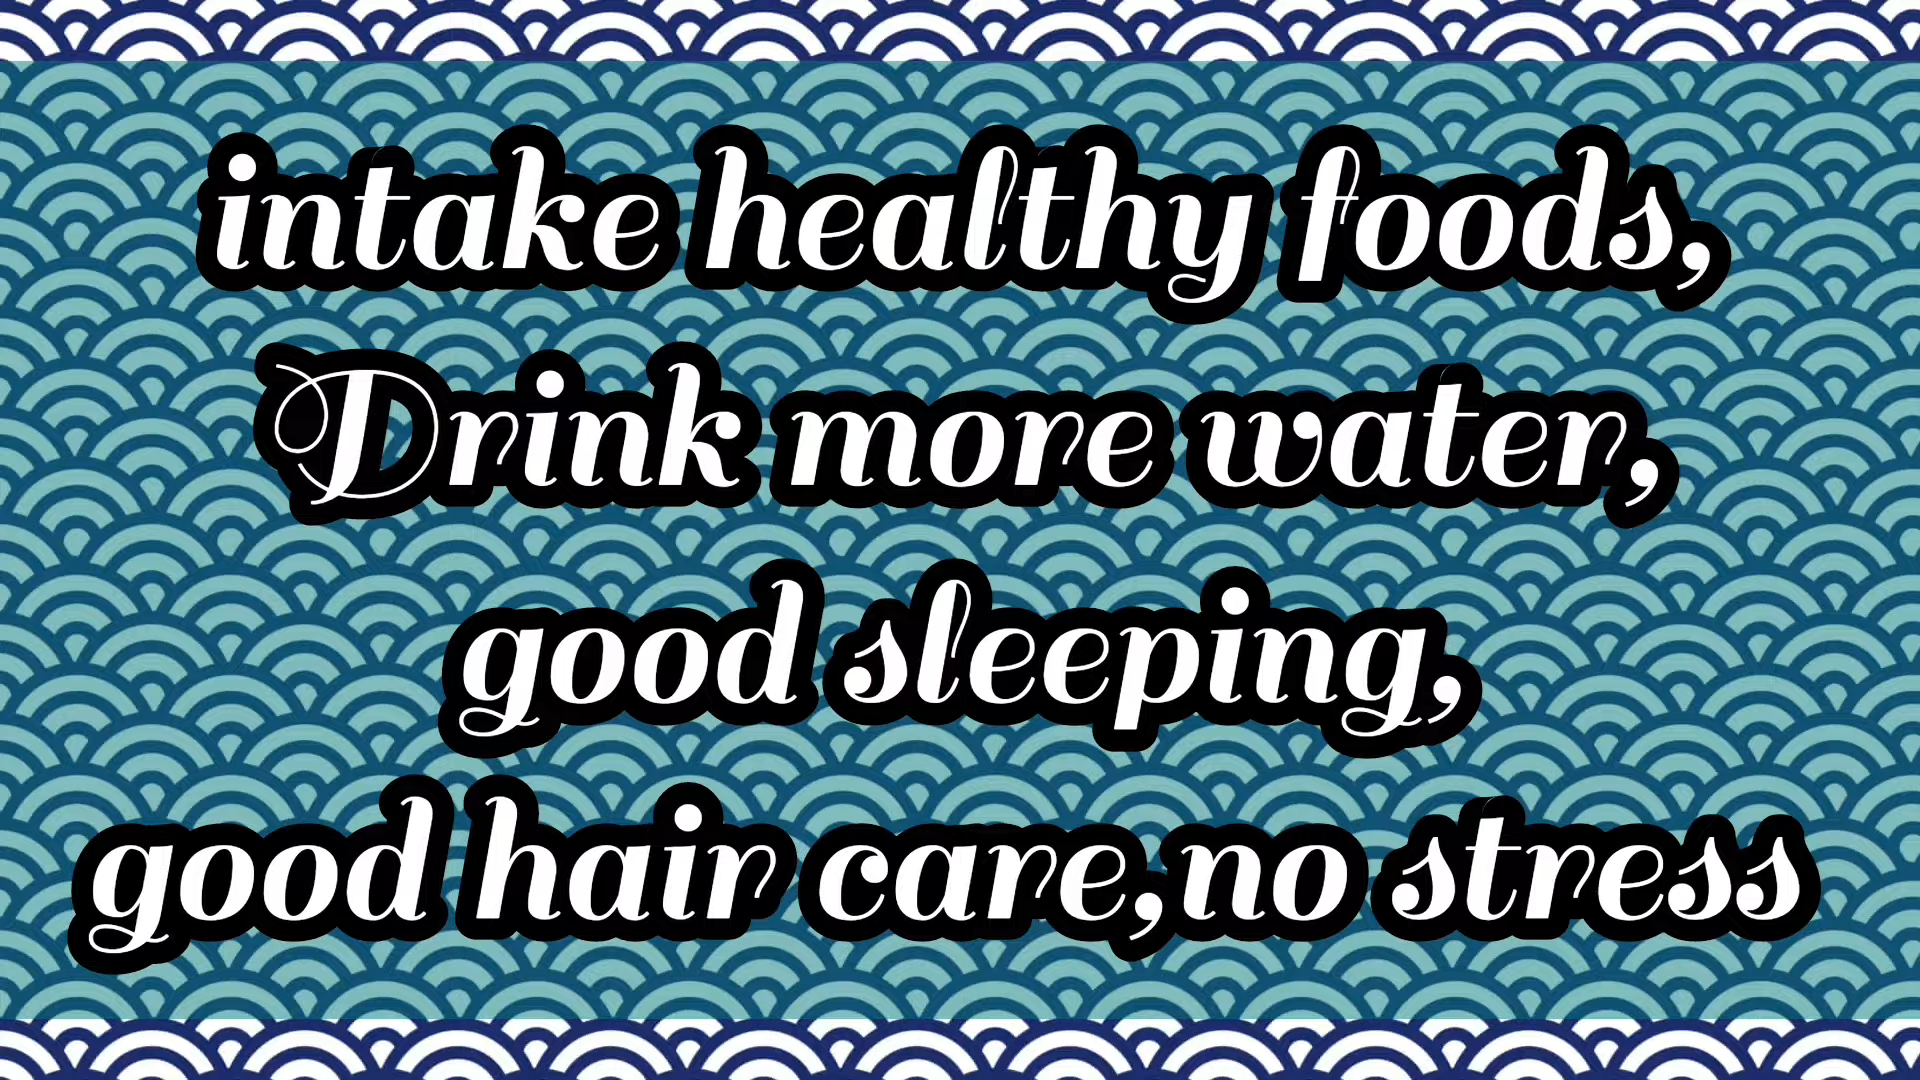 intake healthy foods,
Drink more water,
good sleeping,
good hair care,no stress